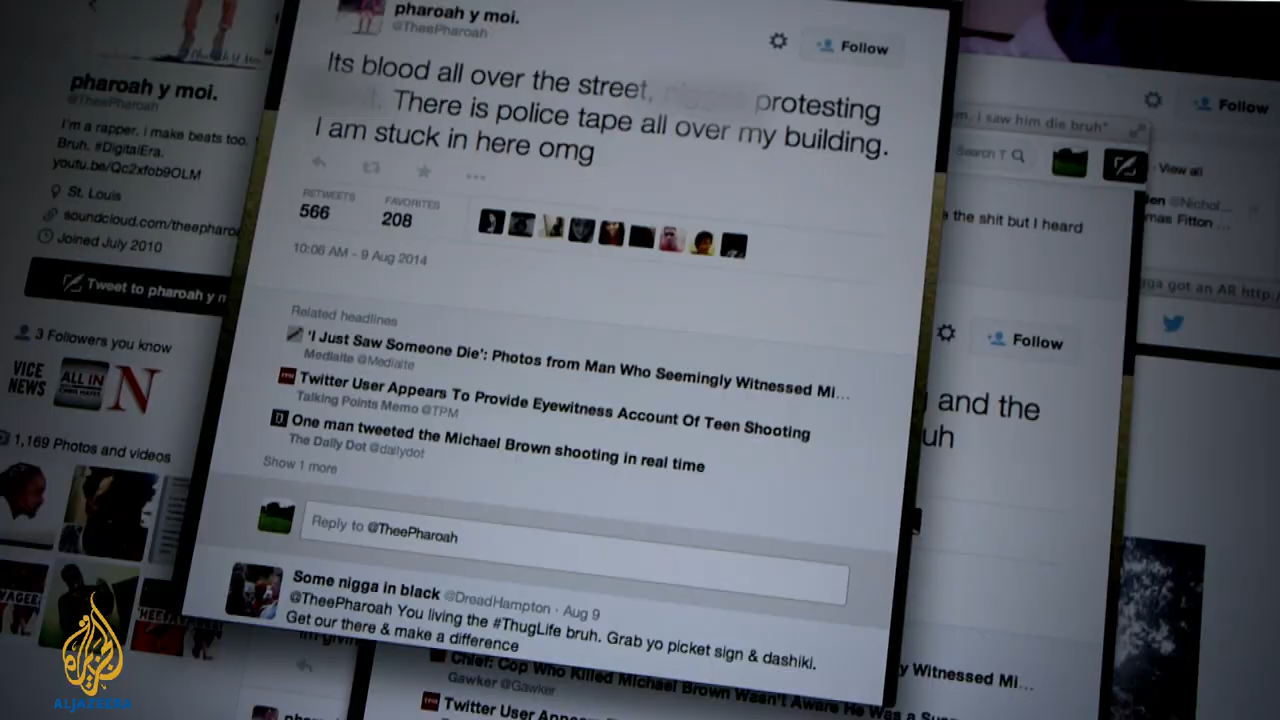 pharoah y moi.
@TheePharoah
Follow
Its blood all over the street, protesting
There is police tape all over my building.
I am stuck in here omg
RETWEETS
566
FAVORITES
208
10:06 AM - 9 Aug 2014
Related headlines
'I Just Saw Someone Die': Photos from Man Who Seemingly Witnessed Mi...
Mediaite @Mediaite
Twitter User Appears To Provide Eyewitness Account Of Teen Shooting
Talking Points Memo @TPM
One man tweeted the Michael Brown shooting in real time
The Daily Dot @dailydot
Show 1 more
Reply to @TheePharoah
Some nigga in black @DreadHampton · Aug 9
@TheePharoah You living the #ThugLife bruh. Grab yo picket sign & dashiki.
Get our there & make a difference
pharoah y moi.
@TheePharoah
I'm a rapper. i make beats too.
Bruh. #DigitalEra.
youtu.be/Qc2xfob9OLM
St. Louis
soundcloud.com/theepharo
Joined July 2010
Tweet to pharoah y m
3 Followers you know
VICE NEWS
ALL IN
N
1,169 Photos and videos
Follow
i saw him die bruh"
Search T
View all
@Nichol...
mas Fitton ...
the shit but I heard
got an AR http:/
Follow
and the
uh
y Witnessed Mi...
Chief: Cop Who Killed Michael Brown Wasn't Aware He Was a Sus
Gawker @Gawker
Twitter User App
ALJAZEERA